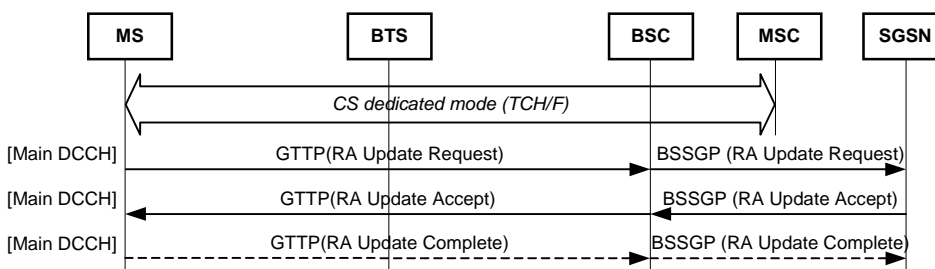 MS BTS BSC MSC SGSN
CS dedicated mode (TCH/F)
[Main DCCH] GTTP(RA Update Request) BSSGP (RA Update Request)
[Main DCCH] GTTP(RA Update Accept) BSSGP (RA Update Accept)
[Main DCCH] GTTP(RA Update Complete) BSSGP (RA Update Complete)